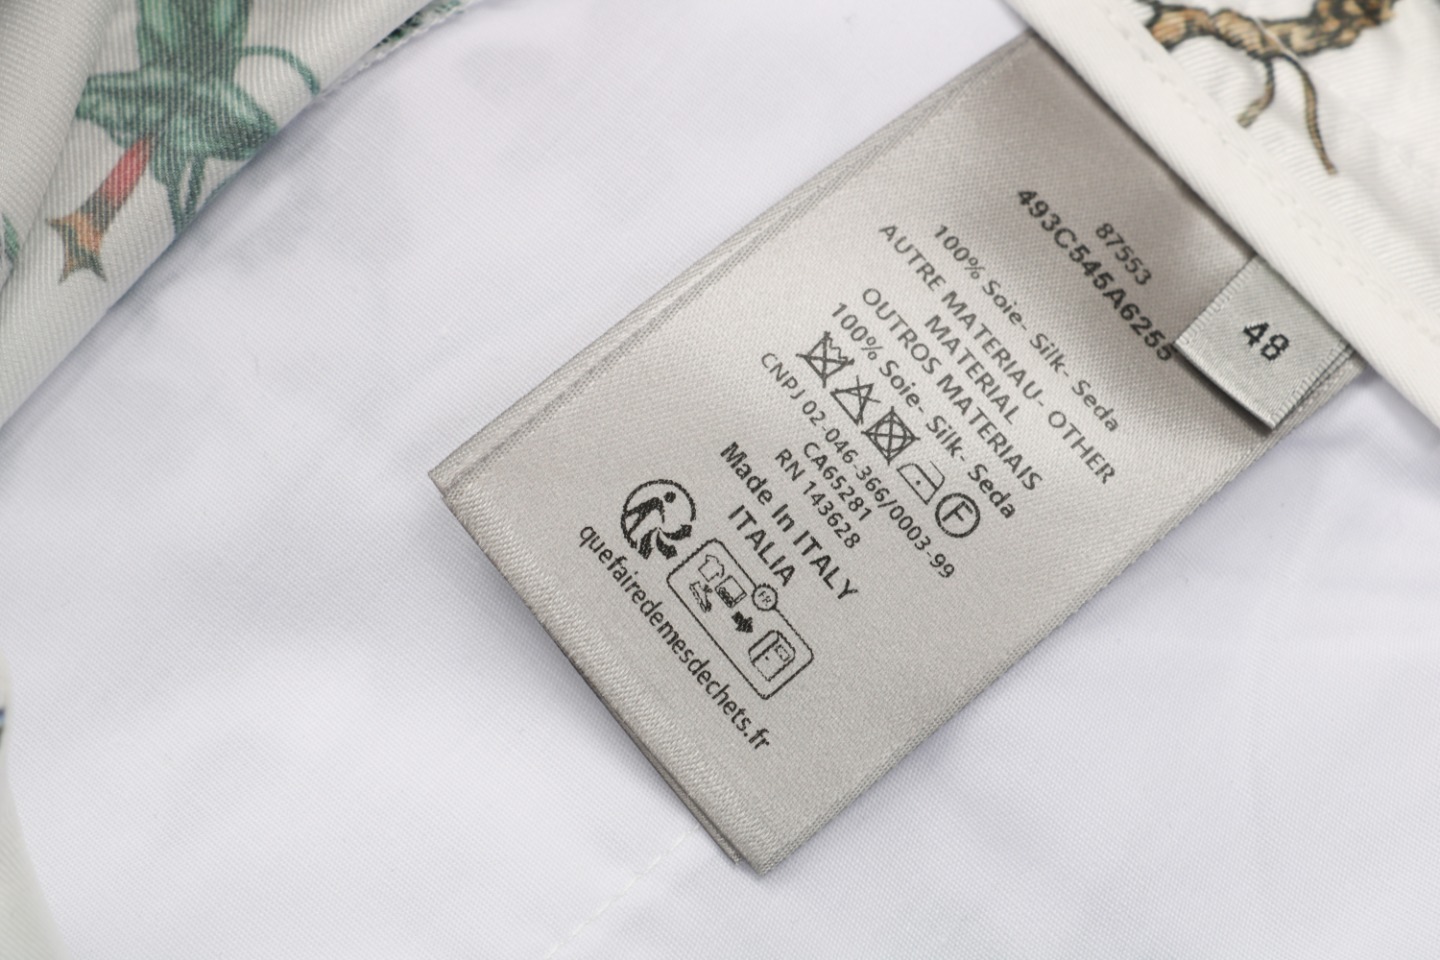 87553
493C545A6255
100% Soie- Silk- Seda
AUTRE MATERIAU- OTHER
MATERIAL
OUTROS MATERIAIS
100% Soie- Silk- Seda
F
CNPJ 02-046-366/0003-99
CA65281
RN 143628
Made In ITALY
ITALIA
FR
quefairedemesdechets.fr
48